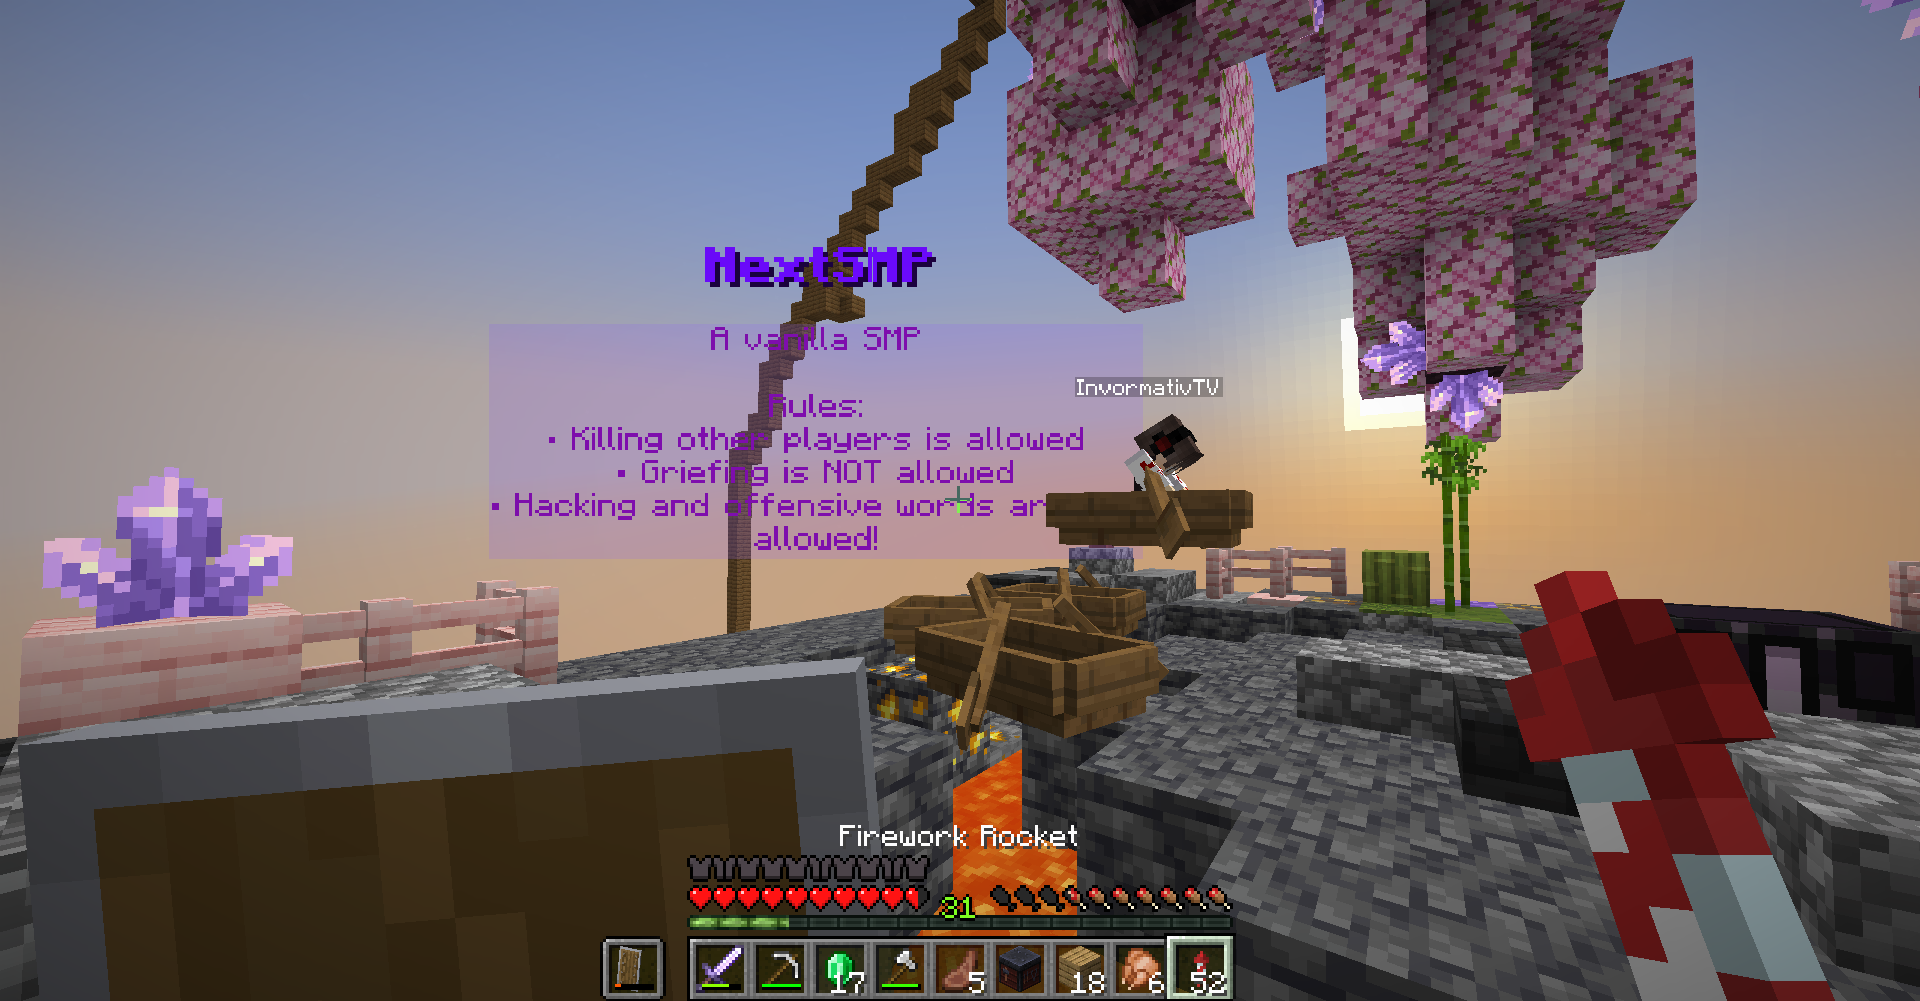 NextSMP
A vanilla SMP
InvormativTV
Rules:
• Killing other players is allowed
• Griefing is NOT allowed
• Hacking and offensive words ar
allowed!
Firework Rocket
31
17
5
18
6
52